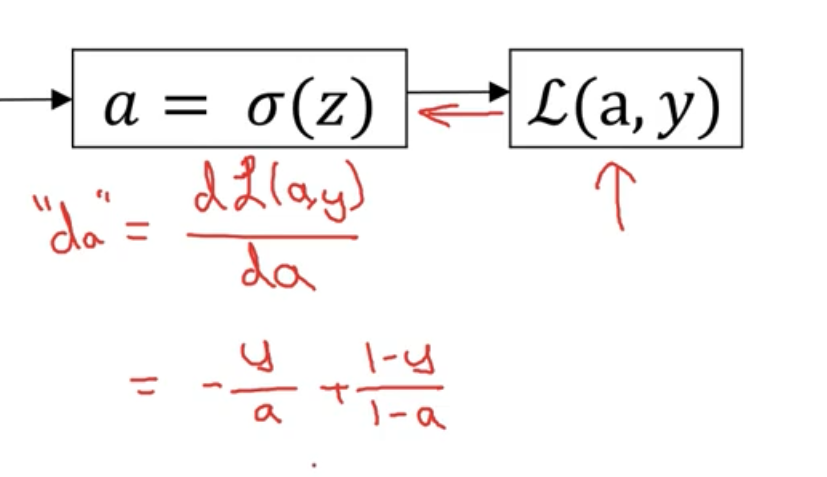 a = σ(z)
ℒ(a, y)
"da" = dℒ(a,y) / da
= - y/a + 1-y / 1-a